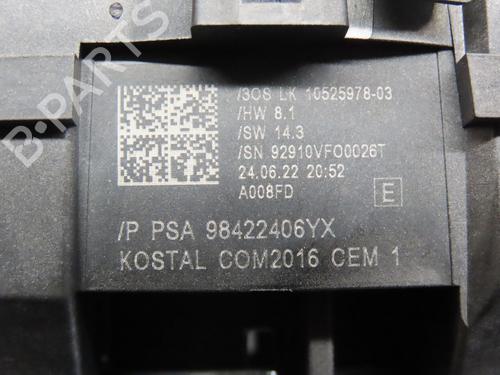 /3OS LK 10525978-03
/HW 8.1
/SW 14.3
/SN 92910VFO0026T
24.06.22 20:52
A008FD
E
/P PSA 98422406YX
KOSTAL COM2016 CEM 1
B-PARTS